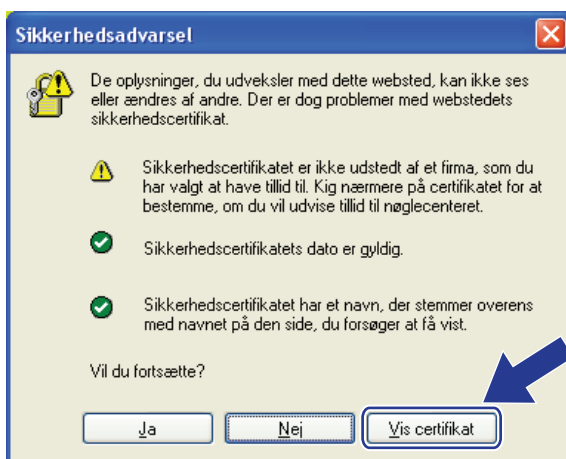 Sikkerhedsadvarsel
De oplysninger, du udveksler med dette websted, kan ikke ses
eller ændres af andre. Der er dog problemer med webstedets
sikkerhedscertifikat.
Sikkerhedscertifikatet er ikke udstedt af et firma, som du
har valgt at have tillid til. Kig nærmere på certifikatet for at
bestemme, om du vil udvise tillid til nøglecenteret.
Sikkerhedscertifikatets dato er gyldig.
Sikkerhedscertifikatet har et navn, der stemmer overens
med navnet på den side, du forsøger at få vist.
Vil du fortsætte?
Ja Nej Vis certifikat